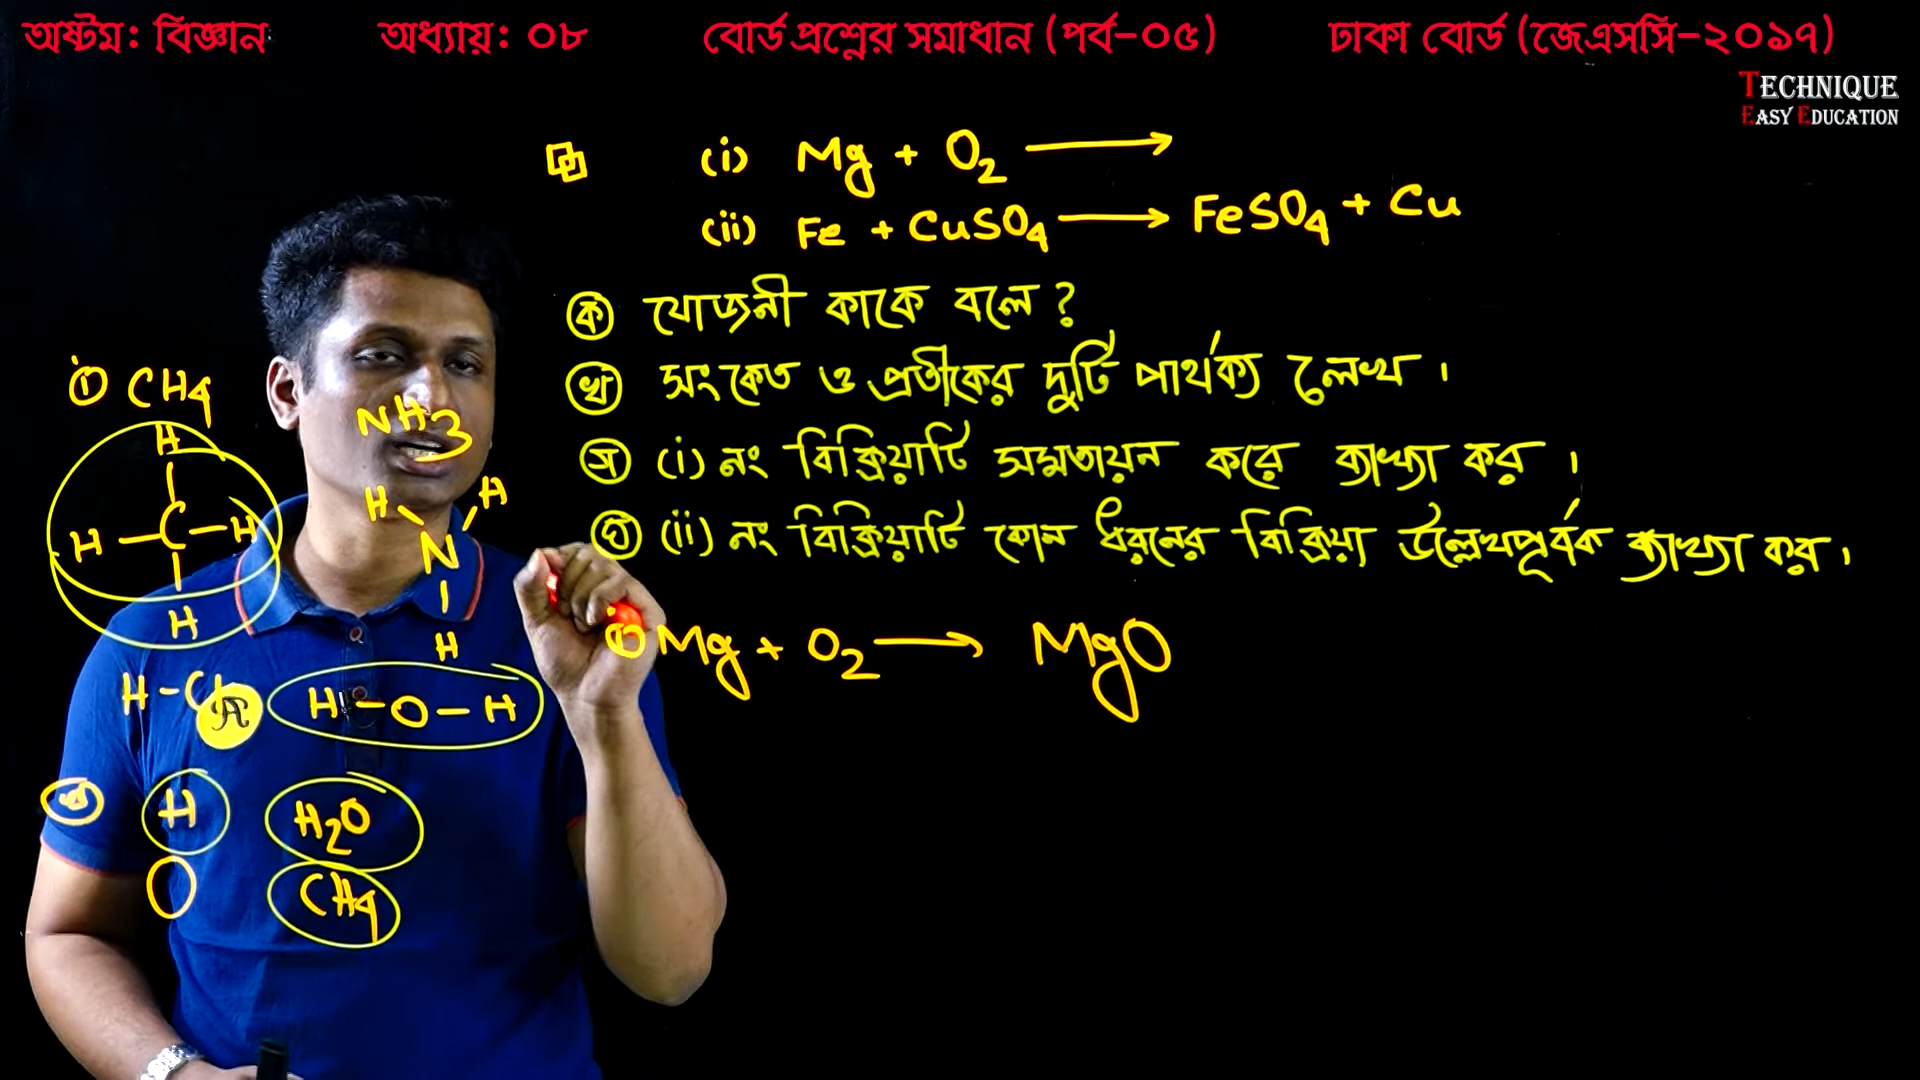 অষ্টম: বিজ্ঞান অধ্যায়: ০৮ বোর্ড প্রশ্নের সমাধান (পর্ব-০৫) ঢাকা বোর্ড (জেএসসি-২০১৭)
TECHNIQUE
EASY EDUCATION
(i) Mg + O₂ ⟶
(ii) Fe + CuSO₄ ⟶ FeSO₄ + Cu
ক যোজনী কাকে বলে ?
খ সংকেত ও প্রতীকের দুটি পার্থক্য লেখ ।
গ (i) নং বিক্রিয়াটি সমতায়ন করে ব্যাখ্যা কর ।
ঘ (ii) নং বিক্রিয়াটি কোন ধরনের বিক্রিয়া উল্লেখপূর্বক ব্যাখ্যা কর ।
i CH₄
H
H – C – H
H
NH₃
H H
N
H
H – Cl
H – O – H
খ H H₂O
O CH₄
i Mg + O₂ ⟶ MgO